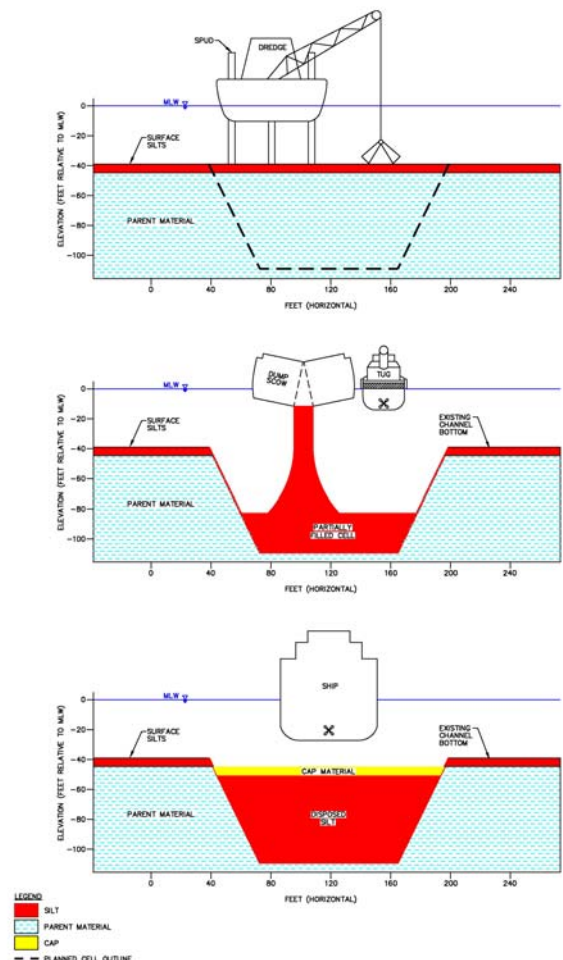 SPUD
DREDGE
MLW
SURFACE
SILTS
PARENT MATERIAL
ELEVATION (FEET RELATIVE TO MLW)
0
-20
-40
-60
-80
-100
0 40 80 120 160 200 240
FEET (HORIZONTAL)
DUMP
SCOW
TUG
MLW
SURFACE
SILTS
EXISTING
CHANNEL
BOTTOM
PARENT MATERIAL
PARTIALLY
FILLED CELL
ELEVATION (FEET RELATIVE TO MLW)
0
-20
-40
-60
-80
-100
0 40 80 120 160 200 240
FEET (HORIZONTAL)
SHIP
MLW
SURFACE
SILTS
EXISTING
CHANNEL
BOTTOM
CAP MATERIAL
PARENT MATERIAL
DISPOSED
SILT
ELEVATION (FEET RELATIVE TO MLW)
0
-20
-40
-60
-80
-100
0 40 80 120 160 200 240
FEET (HORIZONTAL)
LEGEND
SILT
PARENT MATERIAL
CAP
PLANNED CELL OUTLINE